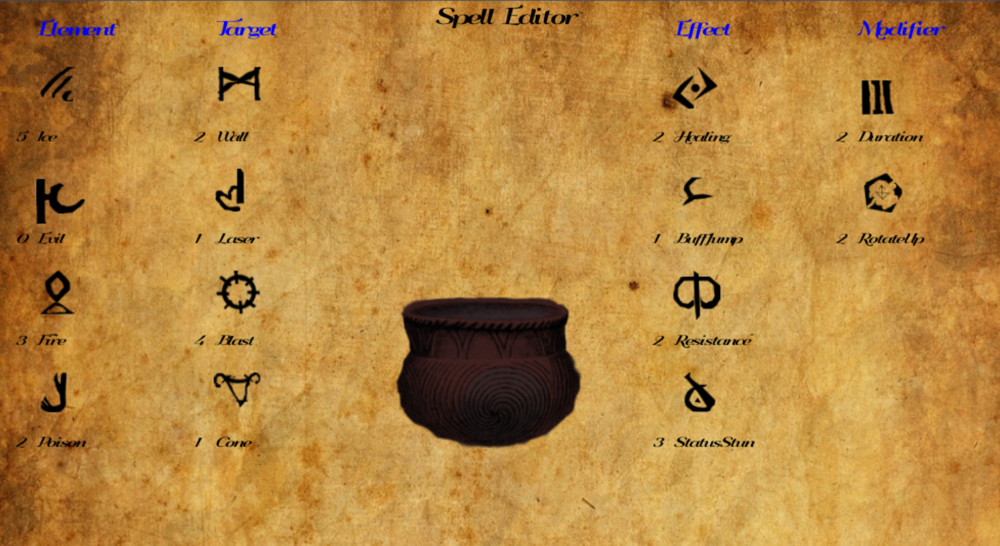 Spell Editor
Element
Target
Effect
Modifier
5 Ice
2 Wall
2 Healing
2 Duration
0 Evil
1 Laser
1 BuffJump
2 RotateUp
3 Fire
4 Blast
2 Resistance
2 Poison
1 Cone
3 StatusStun